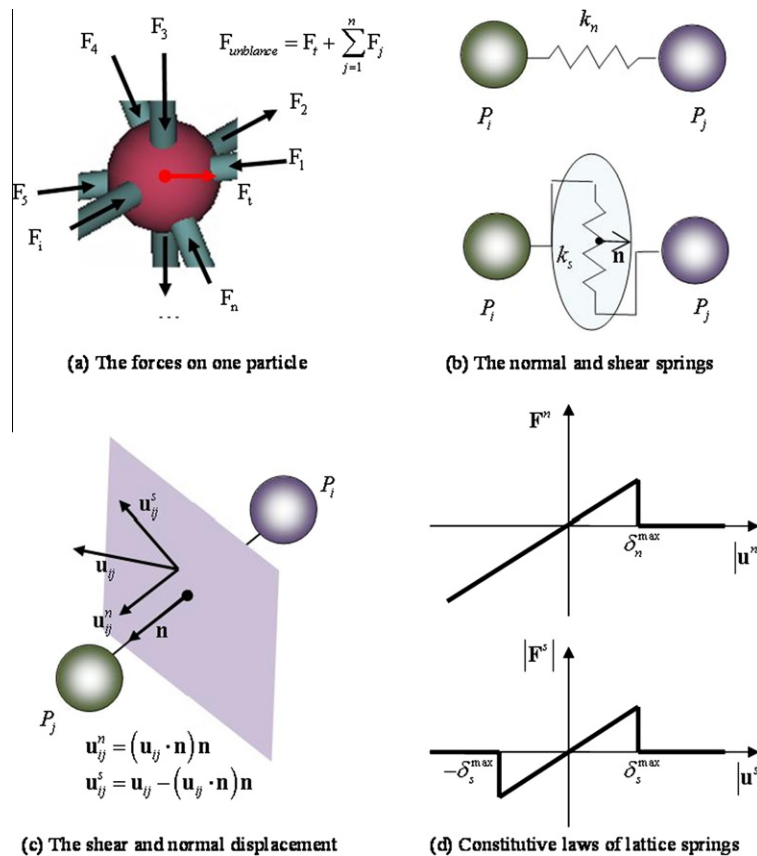 F₃
F₄
F_unblance = F_t + ∑_{j=1}^{n} F_j
F₂
F₁
F₅
F_t
F_i
F_n
...
(a) The forces on one particle
k_n
P_i
P_j
k_s
n
P_i
P_j
(b) The normal and shear springs
P_i
u_ij^s
u_ij
u_ij^n
n
P_j
u_ij^n = (u_ij · n)n
u_ij^s = u_ij − (u_ij · n)n
(c) The shear and normal displacement
F^n
δ_n^max
|u^n
|F^s|
−δ_s^max
δ_s^max
|u^s
(d) Constitutive laws of lattice springs